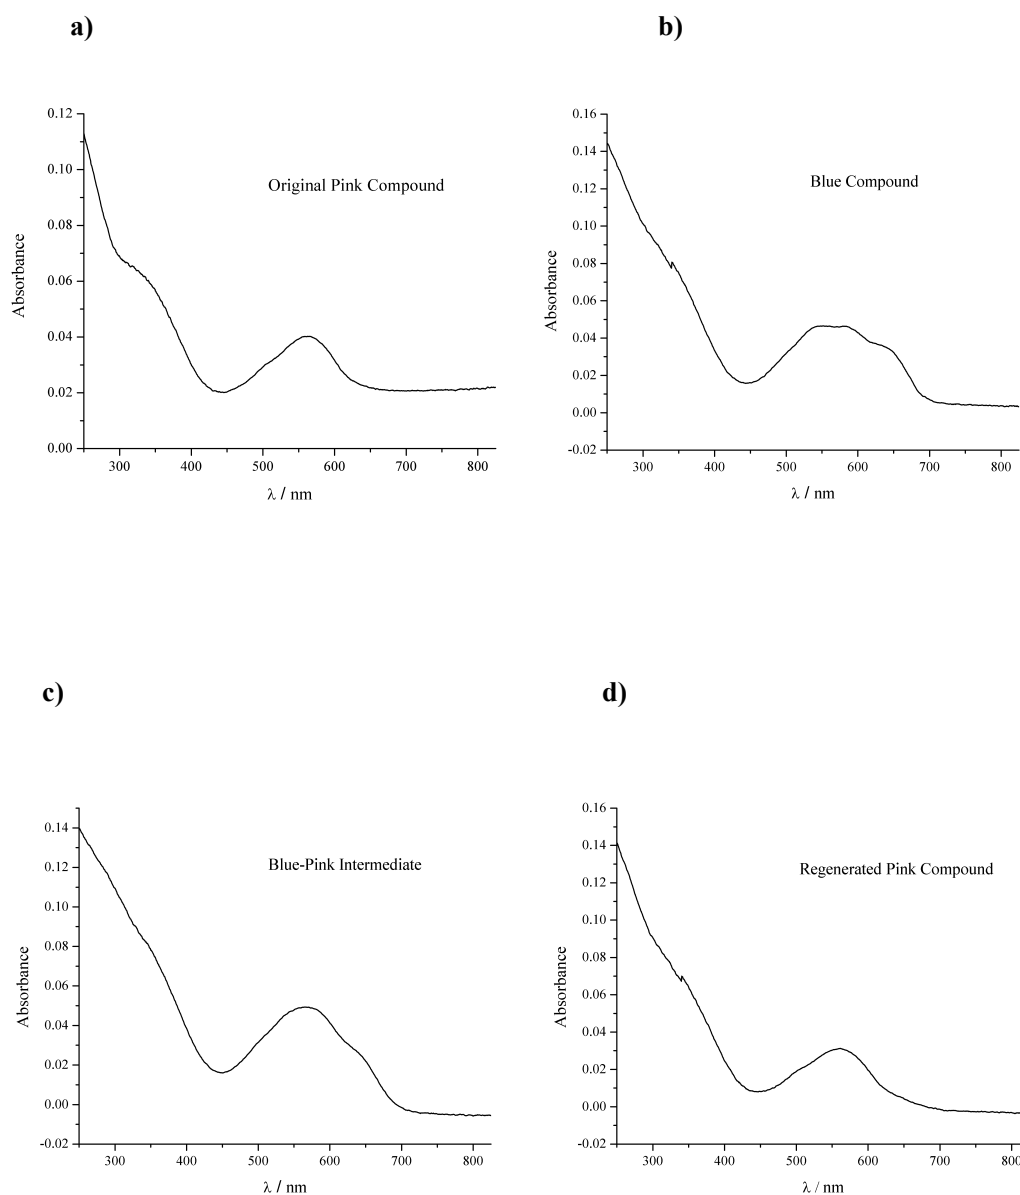 a)
0.12
0.10
0.08
0.06
0.04
0.02
0.00
Absorbance
Original Pink Compound
300 400 500 600 700 800
λ / nm
b)
0.16
0.14
0.12
0.10
0.08
0.06
0.04
0.02
0.00
-0.02
Absorbance
Blue Compound
300 400 500 600 700 800
λ / nm
c)
0.14
0.12
0.10
0.08
0.06
0.04
0.02
0.00
-0.02
Absorbance
Blue-Pink Intermediate
300 400 500 600 700 800
λ / nm
d)
0.16
0.14
0.12
0.10
0.08
0.06
0.04
0.02
0.00
-0.02
Absorbance
Regenerated Pink Compound
300 400 500 600 700 800
λ / nm